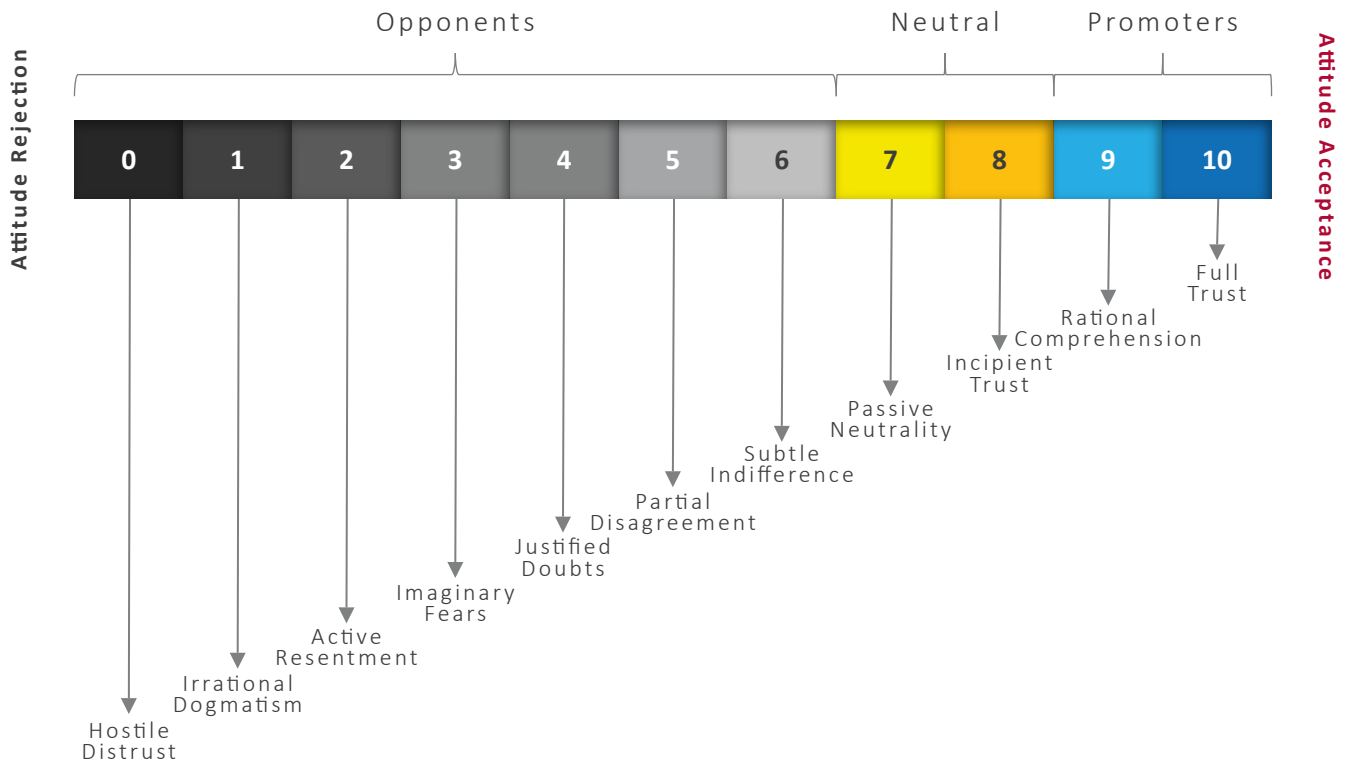 Opponents
Neutral
Promoters
Attitude Rejection
Attitude Acceptance
0
1
2
3
4
5
6
7
8
9
10
Full
Trust
Rational
Comprehension
Incipient
Trust
Passive
Neutrality
Subtle
Indifference
Partial
Disagreement
Justified
Doubts
Imaginary
Fears
Active
Resentment
Irrational
Dogmatism
Hostile
Distrust